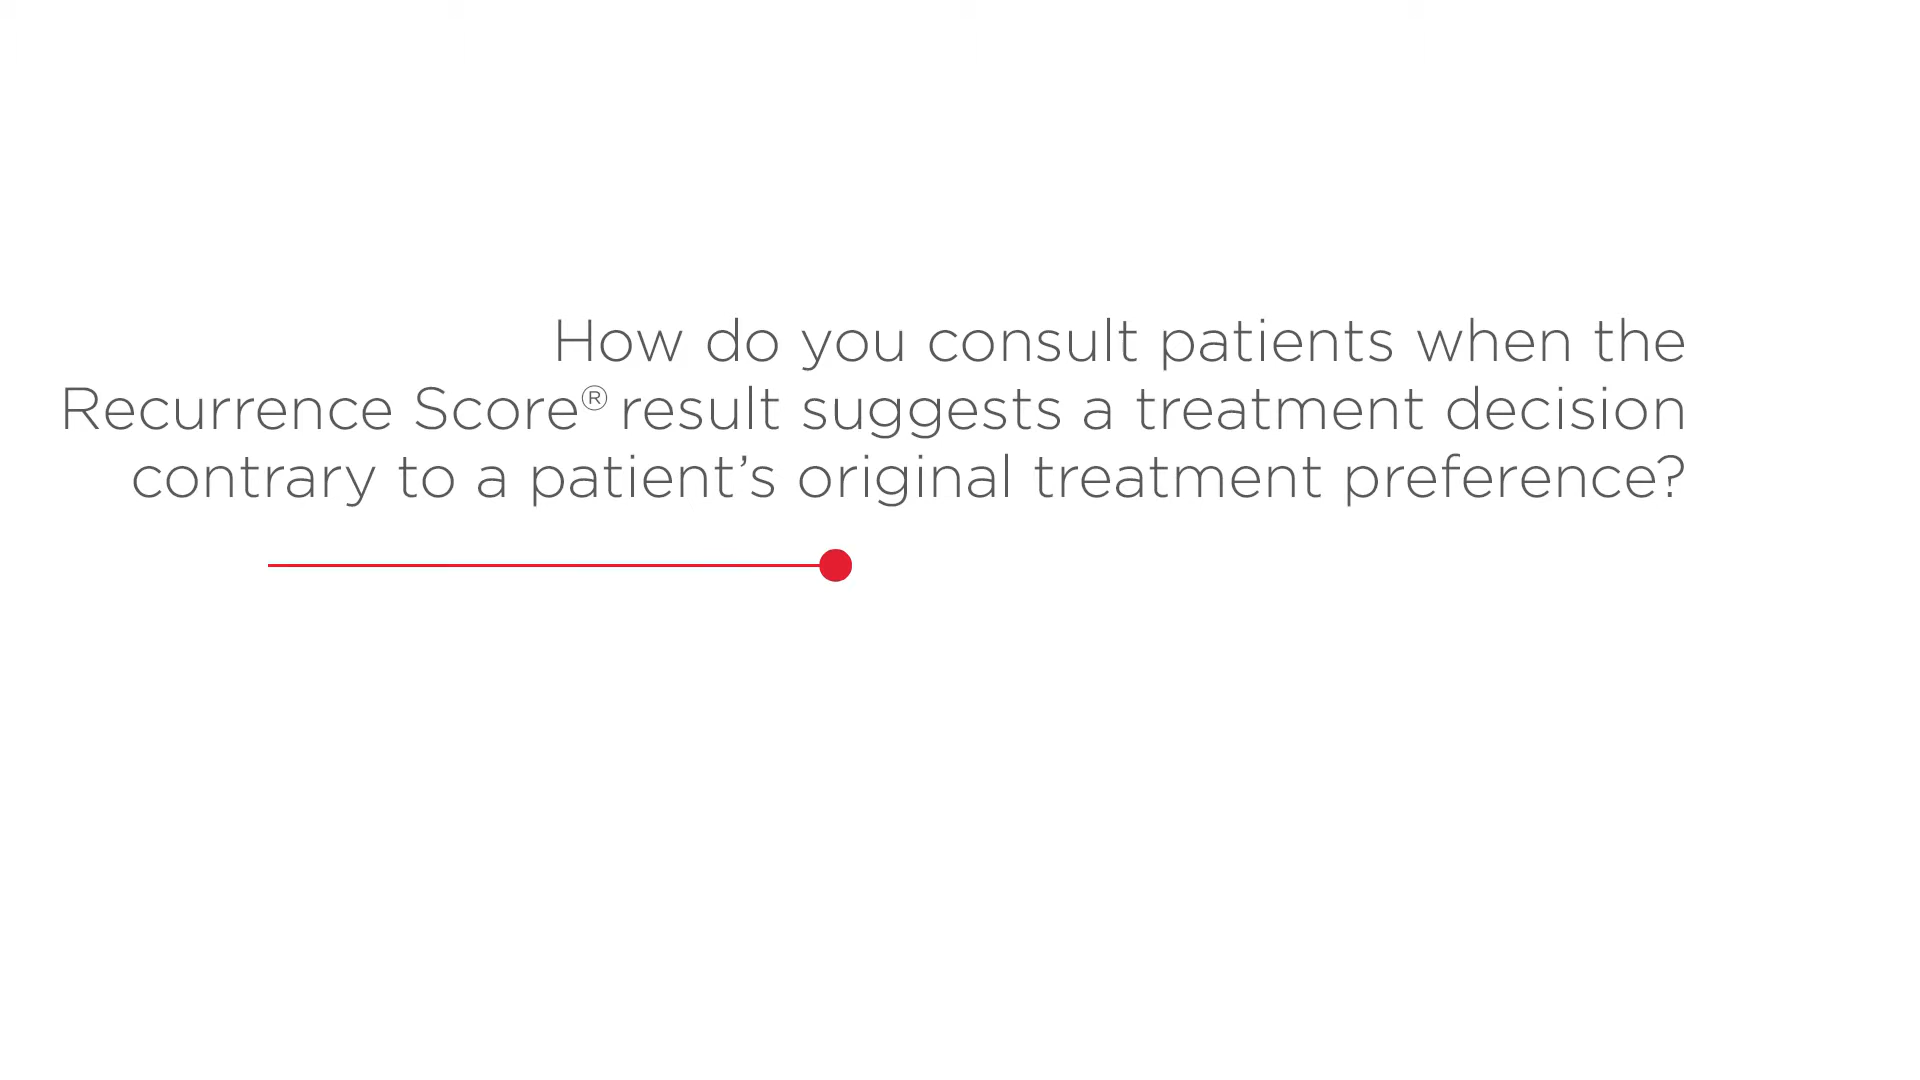 How do you consult patients when the
Recurrence Score® result suggests a treatment decision
contrary to a patient’s original treatment preference?